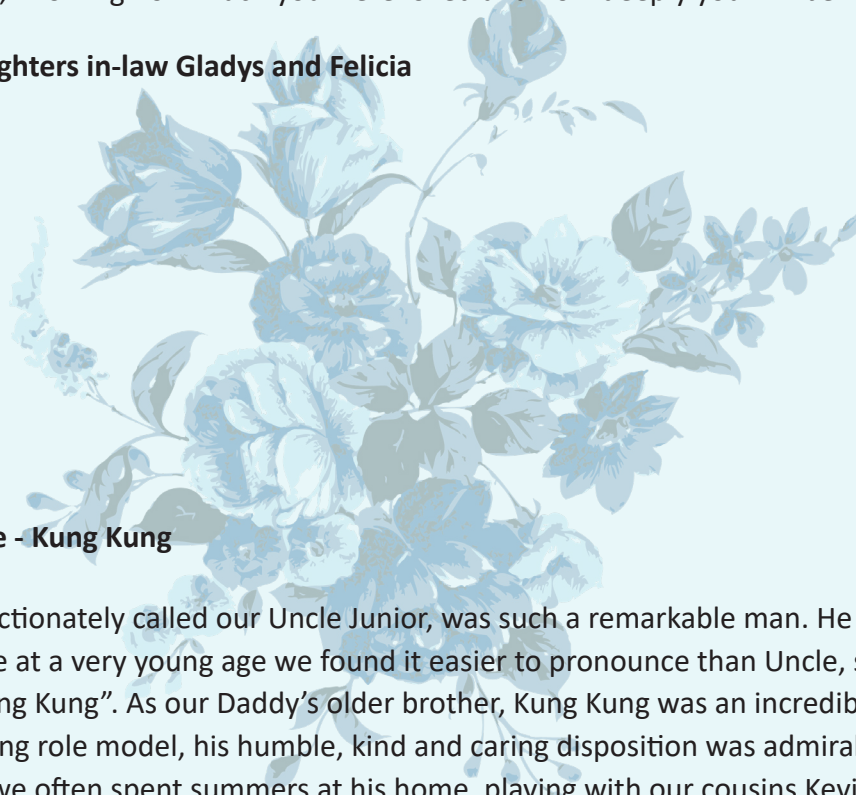 ghters in-law Gladys and Felicia
e - Kung Kung
ctionately called our Uncle Junior, was such a remarkable man. He
e at a very young age we found it easier to pronounce than Uncle, s
ng Kung”. As our Daddy’s older brother, Kung Kung was an incredib
ng role model, his humble, kind and caring disposition was admiral
we often spent summers at his home, playing with our cousins Kevi